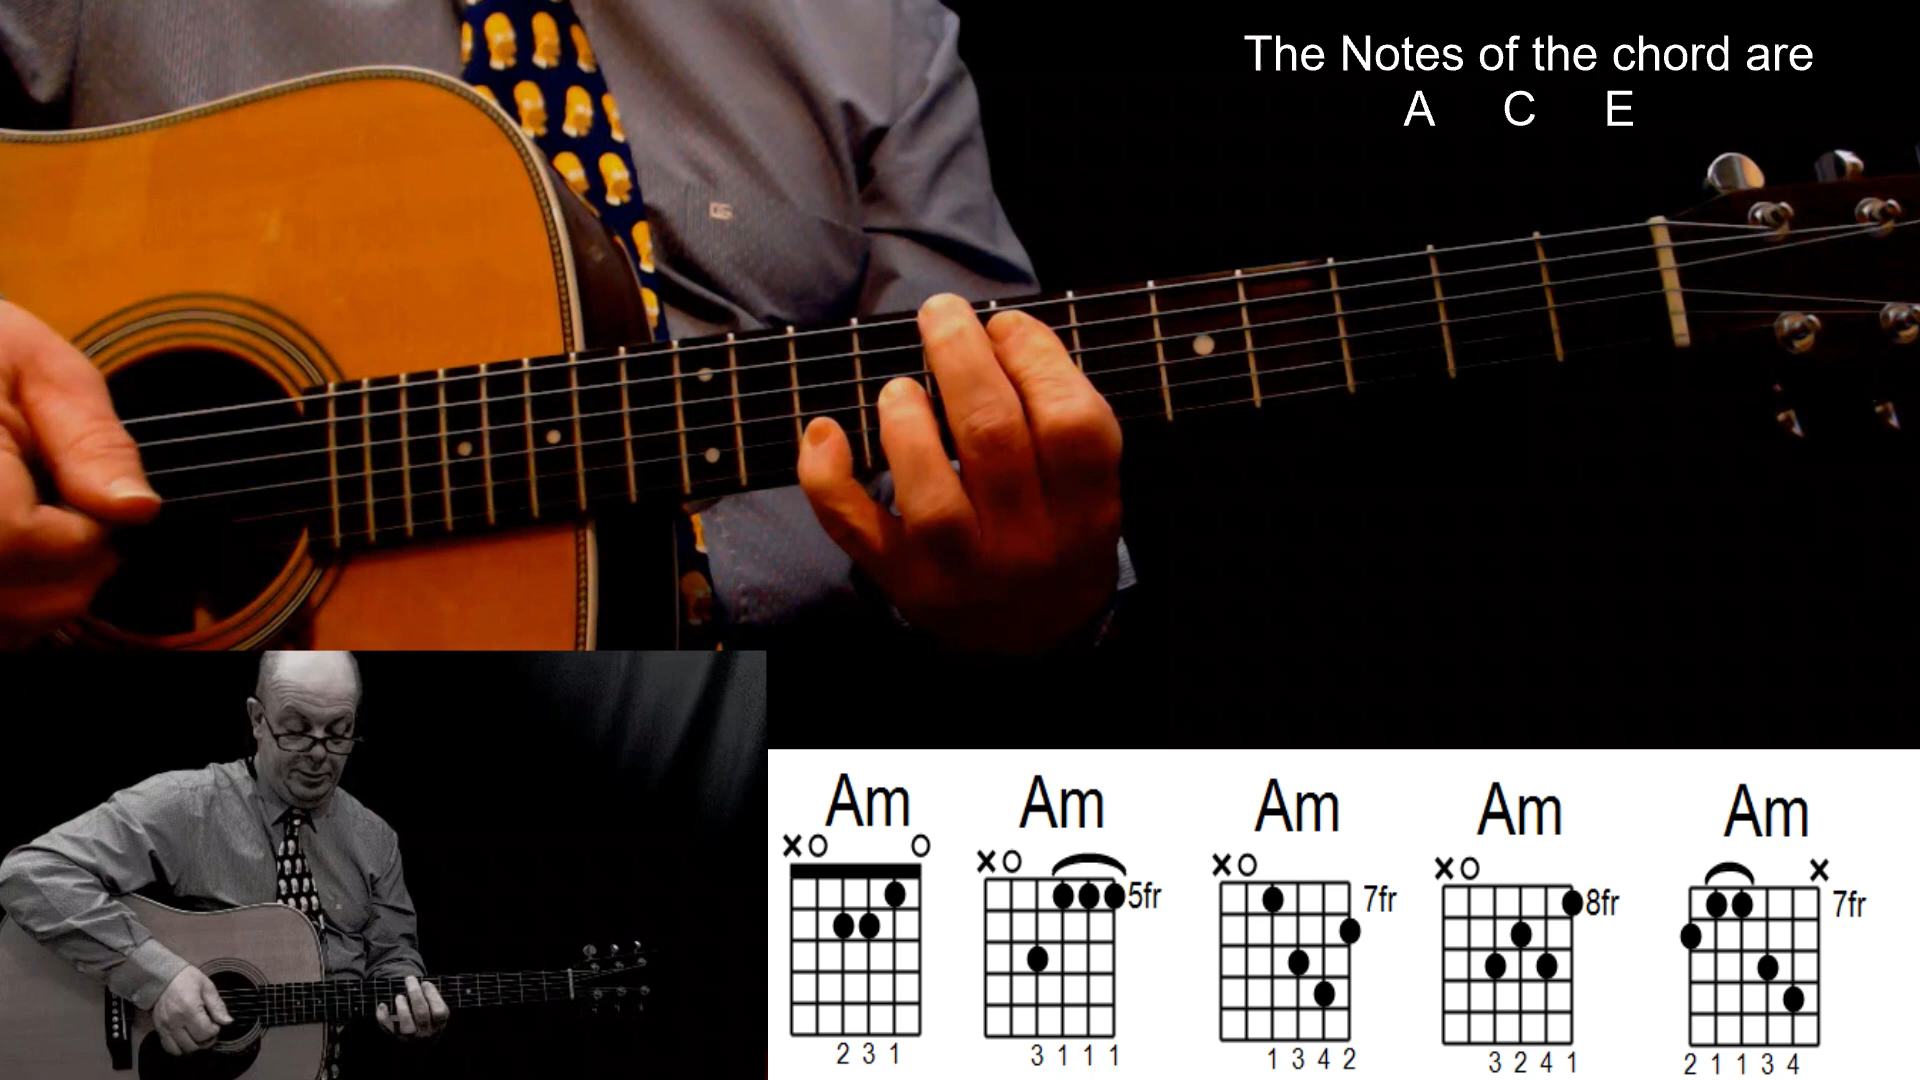 The Notes of the chord are
A C E
Am Am Am Am Am
×O O ×O ×O ×O ×
5fr 7fr 8fr 7fr
2 3 1 3 1 1 1 1 3 4 2 3 2 4 1 2 1 1 3 4